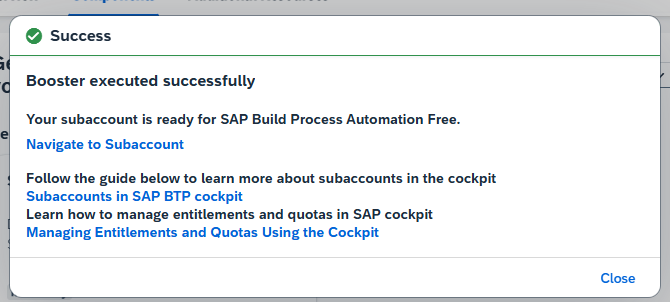 Success
Booster executed successfully
Your subaccount is ready for SAP Build Process Automation Free.
Navigate to Subaccount
Follow the guide below to learn more about subaccounts in the cockpit
Subaccounts in SAP BTP cockpit
Learn how to manage entitlements and quotas in SAP cockpit
Managing Entitlements and Quotas Using the Cockpit
Close